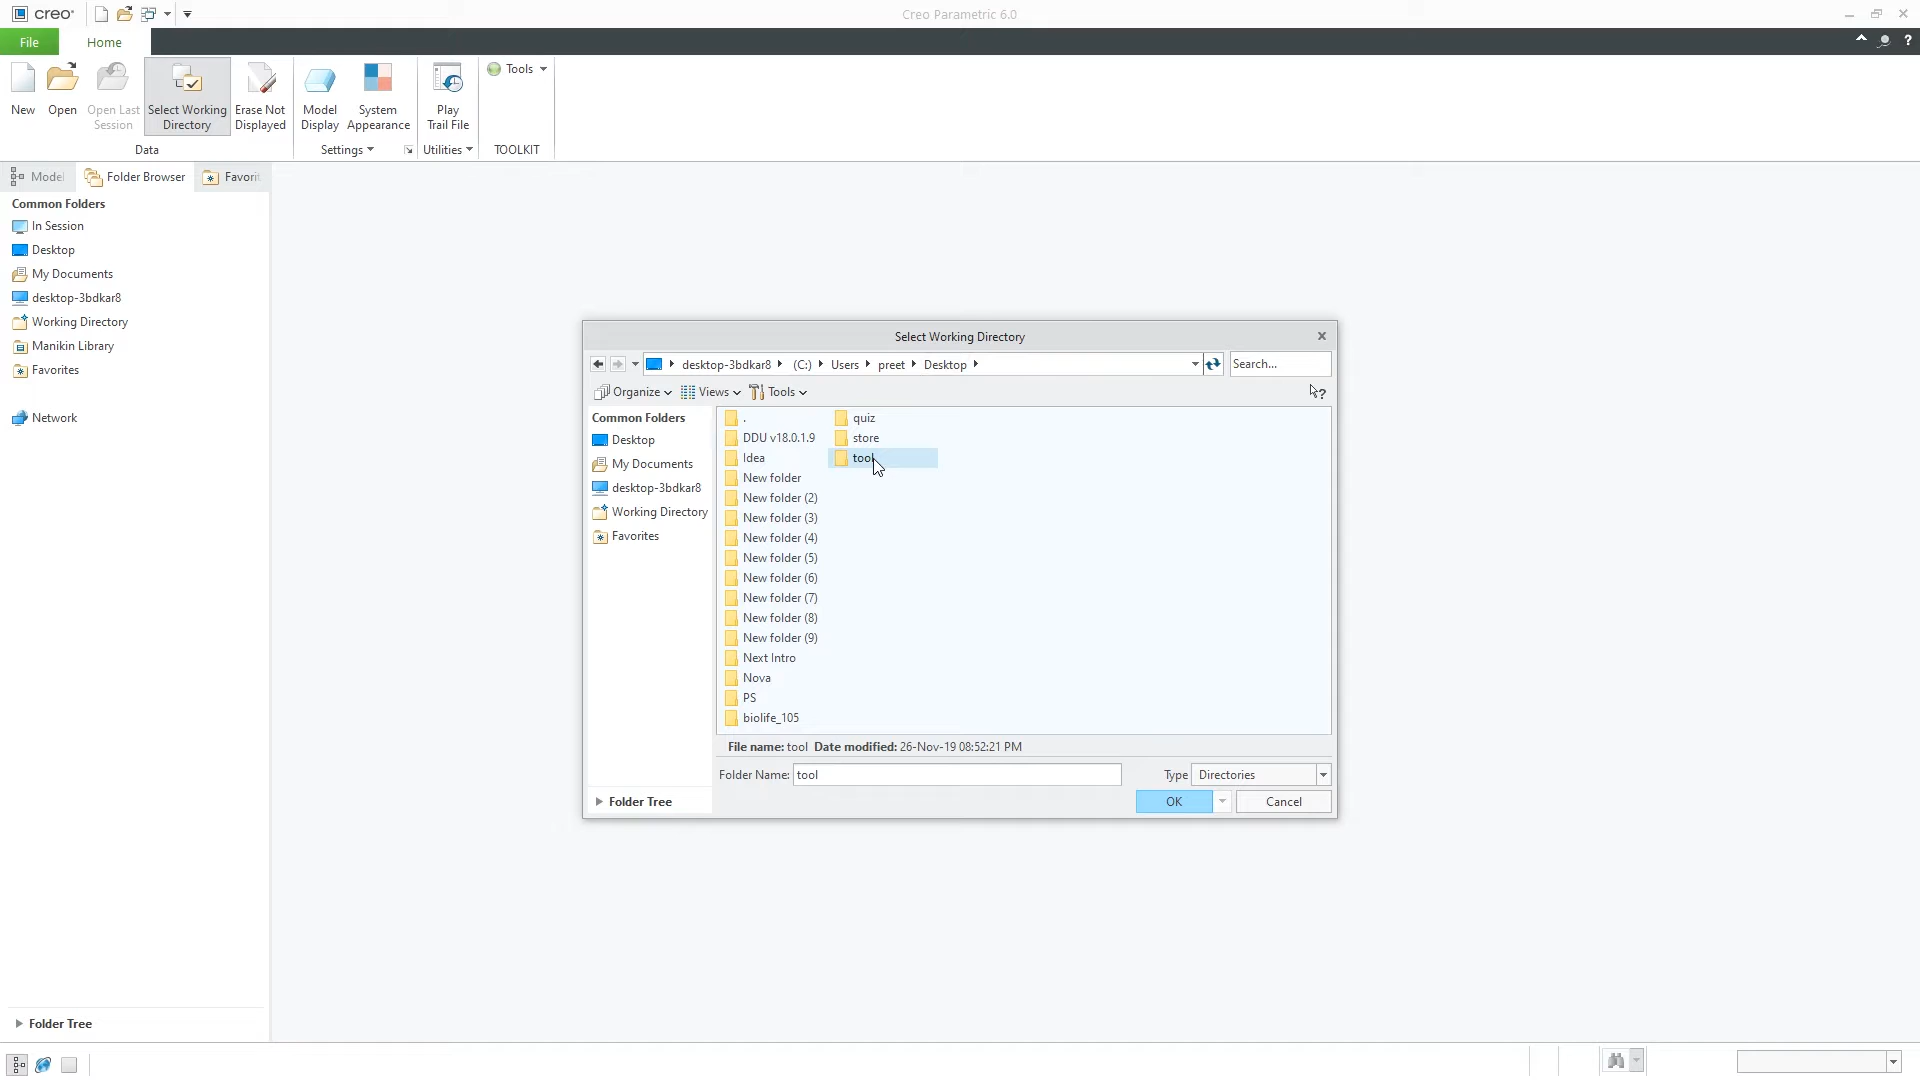 creo
Creo Parametric 6.0
File
Home
New
Open
Open Last Session
Select Working Directory
Erase Not Displayed
Model Display
System Appearance
Play Trail File
Tools
Data
Settings
Utilities
TOOLKIT
Model
Folder Browser
Favorit
Common Folders
In Session
Desktop
My Documents
desktop-3bdkar8
Working Directory
Manikin Library
Favorites
Network
Folder Tree
Select Working Directory
desktop-3bdkar8 (C:) Users preet Desktop
Search...
Organize Views Tools
Common Folders
Desktop
My Documents
desktop-3bdkar8
Working Directory
Favorites
Folder Tree
.
DDU v18.0.1.9
Idea
New folder
New folder (2)
New folder (3)
New folder (4)
New folder (5)
New folder (6)
New folder (7)
New folder (8)
New folder (9)
Next Intro
Nova
PS
biolife_105
quiz
store
tool
File name: tool Date modified: 26-Nov-19 08:52:21 PM
Folder Name: tool
Type Directories
OK
Cancel